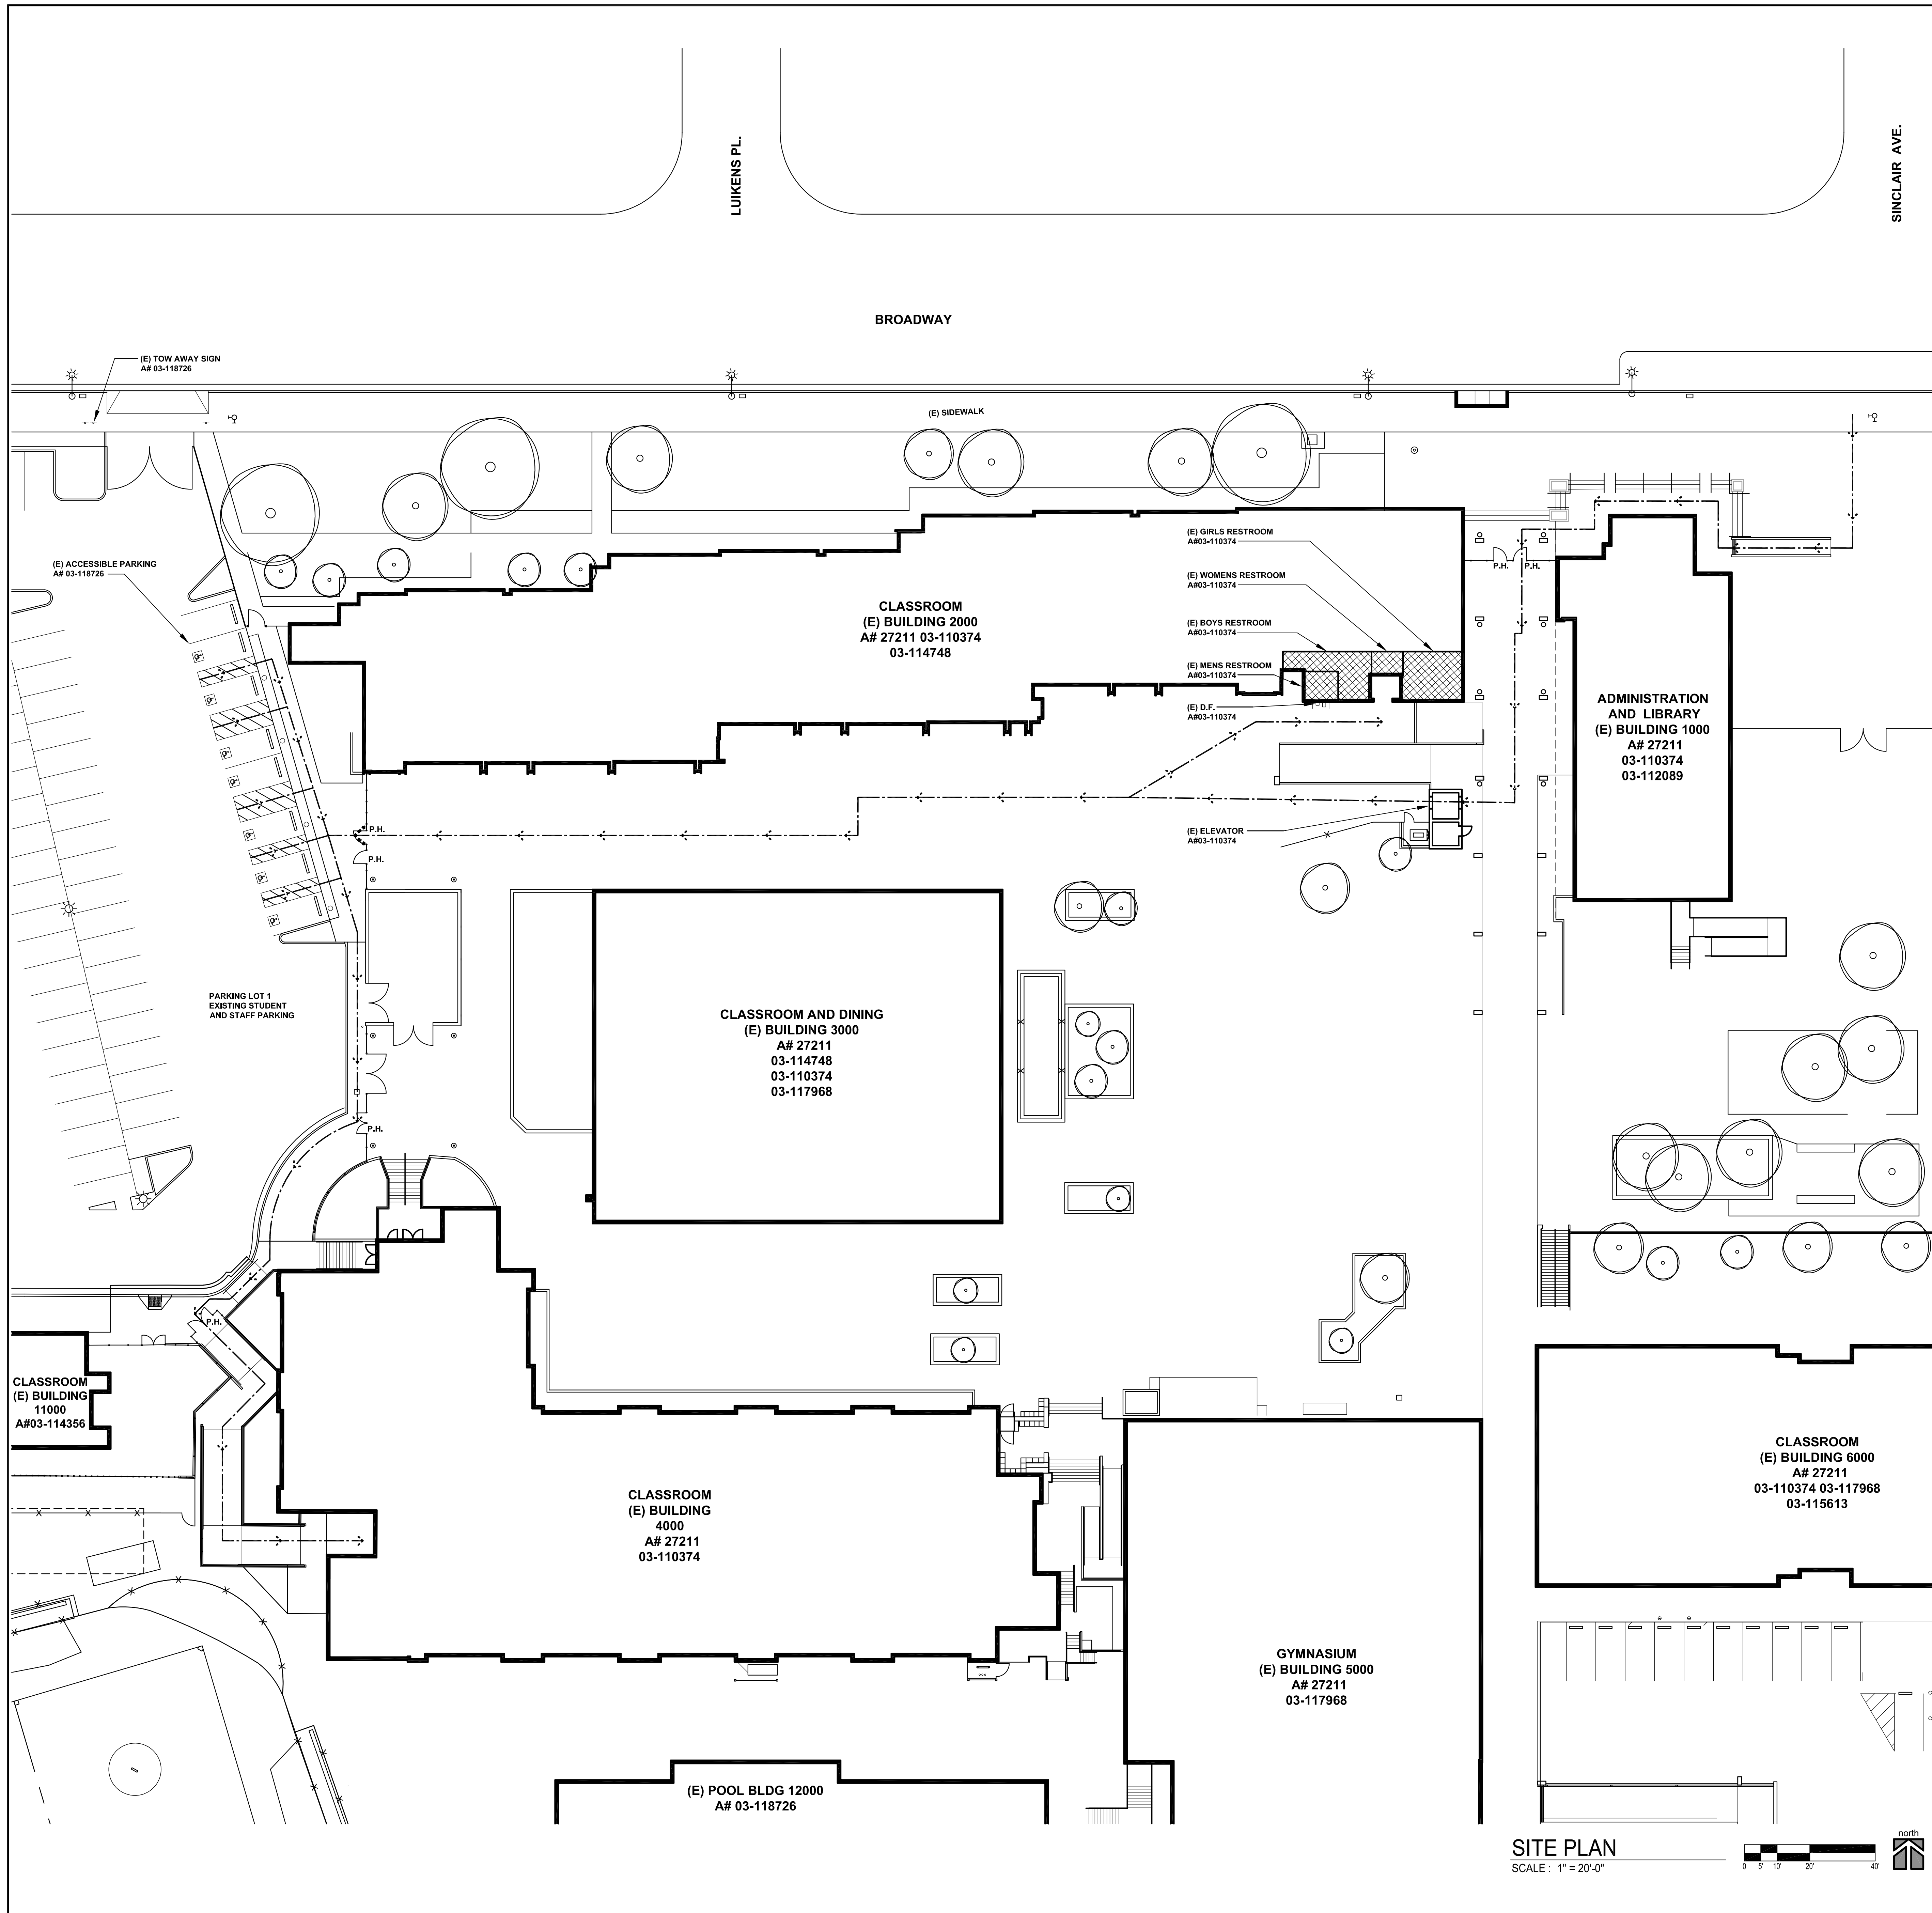 LUIKENS PL.
SINCLAIR AVE.
BROADWAY
(E) TOW AWAY SIGN
A# 03-118726
(E) SIDEWALK
(E) ACCESSIBLE PARKING
A# 03-118726
(E) GIRLS RESTROOM
A#03-110374
(E) WOMENS RESTROOM
A#03-110374
(E) BOYS RESTROOM
A#03-110374
(E) MENS RESTROOM
A#03-110374
(E) D.F.
A#03-110374
P.H.
P.H.
CLASSROOM
(E) BUILDING 2000
A# 27211 03-110374
03-114748
ADMINISTRATION
AND LIBRARY
(E) BUILDING 1000
A# 27211
03-110374
03-112089
(E) ELEVATOR
A#03-110374
P.H.
P.H.
PARKING LOT 1
EXISTING STUDENT
AND STAFF PARKING
CLASSROOM AND DINING
(E) BUILDING 3000
A# 27211
03-114748
03-110374
03-117968
P.H.
P.H.
CLASSROOM
(E) BUILDING
11000
A#03-114356
CLASSROOM
(E) BUILDING
4000
A# 27211
03-110374
CLASSROOM
(E) BUILDING 6000
A# 27211
03-110374 03-117968
03-115613
GYMNASIUM
(E) BUILDING 5000
A# 27211
03-117968
(E) POOL BLDG 12000
A# 03-118726
SITE PLAN
SCALE : 1" = 20'-0"
0 5' 10' 20' 40'
north